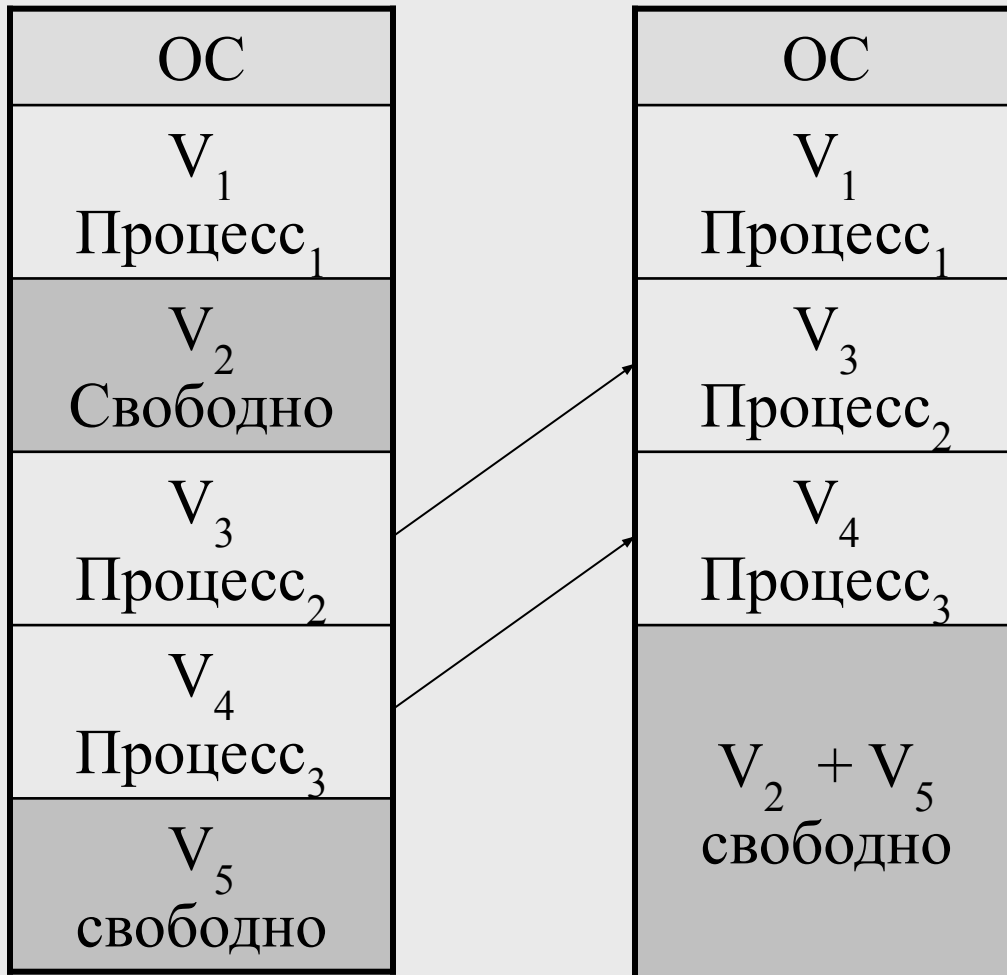 ОС
V₁
Процесс₁
V₂
Свободно
V₃
Процесс₂
V₄
Процесс₃
V₅
свободно
ОС
V₁
Процесс₁
V₃
Процесс₂
V₄
Процесс₃
V₂ + V₅
свободно